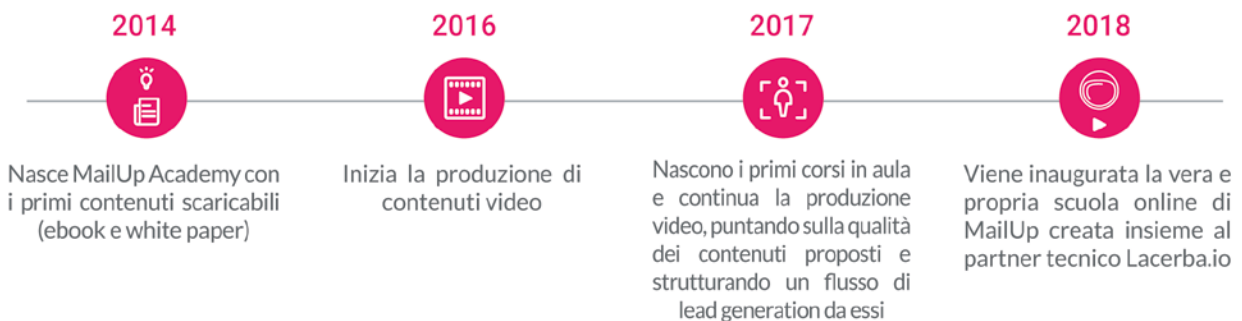 2014
Nasce MailUp Academy con
i primi contenuti scaricabili
(ebook e white paper)
2016
Inizia la produzione di
contenuti video
2017
Nascono i primi corsi in aula
e continua la produzione
video, puntando sulla qualità
dei contenuti proposti e
strutturando un flusso di
lead generation da essi
2018
Viene inaugurata la vera e
propria scuola online di
MailUp creata insieme al
partner tecnico Lacerba.io